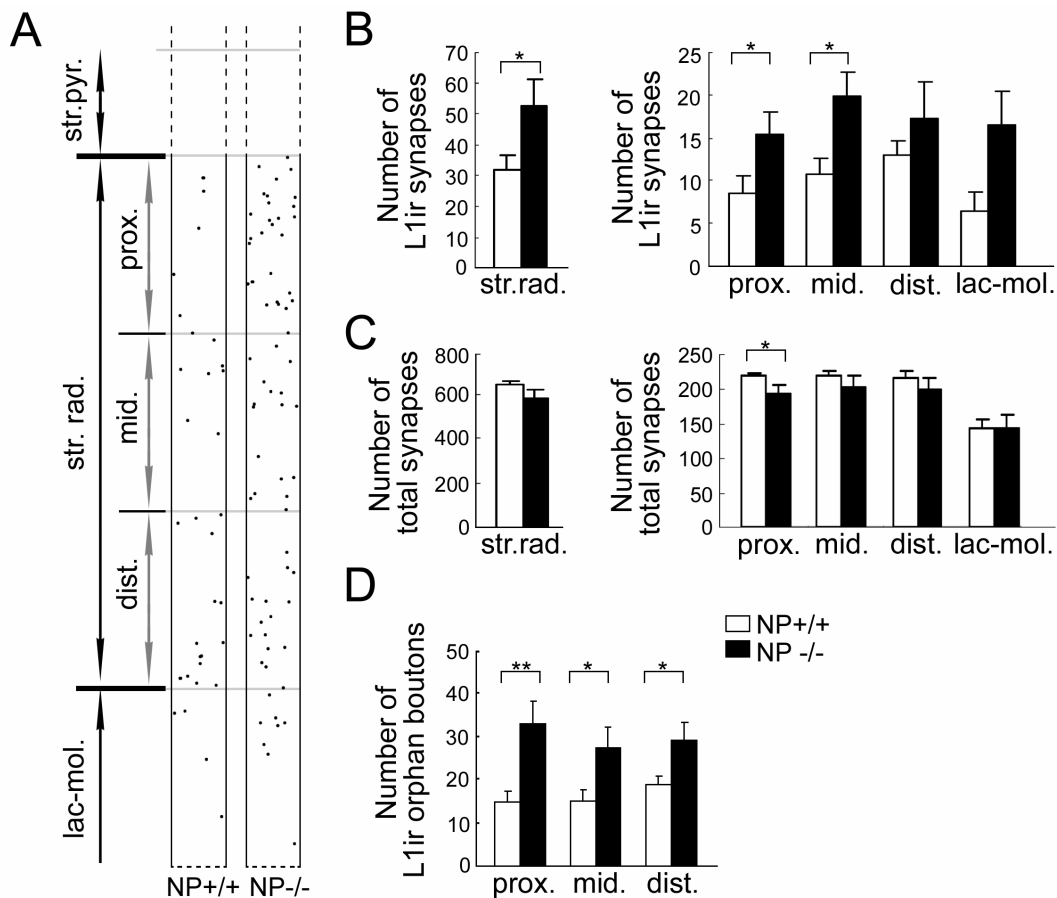 A
str.pyr.
str. rad.
prox.
mid.
dist.
lac-mol.
NP+/+ NP-/-
B
Number of
L1ir synapses
70
60
50
40
30
20
10
0
*
str.rad.
Number of
L1ir synapses
25
20
15
10
5
0
* *
prox. mid. dist. lac-mol.
C
Number of
total synapses
800
600
400
200
0
str.rad.
Number of
total synapses
250
200
150
100
50
0
*
prox. mid. dist. lac-mol.
D
Number of
L1ir orphan boutons
50
40
30
20
10
0
** * *
prox. mid. dist.
NP+/+
NP -/-